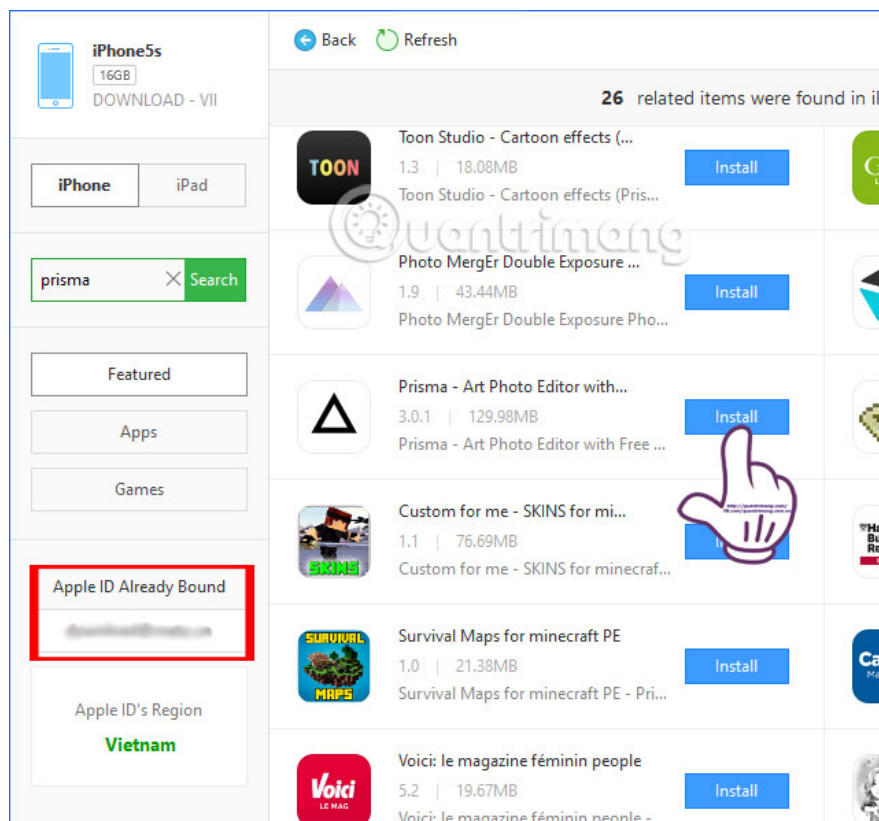 iPhone5s
16GB
DOWNLOAD - VII
iPhone
iPad
prisma
Search
Featured
Apps
Games
Apple ID Already Bound
Apple ID's Region
Vietnam
Back
Refresh
26 related items were found in
TOON
Toon Studio - Cartoon effects (...
1.3 | 18.08MB
Toon Studio - Cartoon effects (Pris...
Install
Quantrimang
Photo MergEr Double Exposure ...
1.9 | 43.44MB
Photo MergEr Double Exposure Pho...
Install
Prisma - Art Photo Editor with...
3.0.1 | 129.98MB
Prisma - Art Photo Editor with Free ...
Install
SKINS
Custom for me - SKINS for mi...
1.1 | 76.69MB
Custom for me - SKINS for minecraf...
SURVIVAL
MAPS
Survival Maps for minecraft PE
1.0 | 21.38MB
Survival Maps for minecraft PE - Pri...
Install
Voici
LE MAG
Voici: le magazine féminin people
5.2 | 19.67MB
Voici: le magazine féminin people -
Install